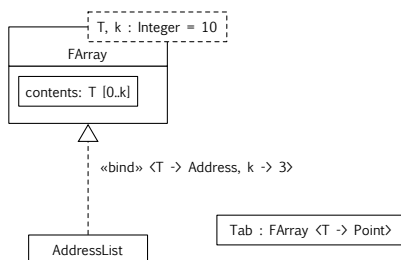 T, k : Integer = 10
FArray
contents: T [0..k]
«bind» <T -> Address, k -> 3>
Tab : FArray <T -> Point>
AddressList